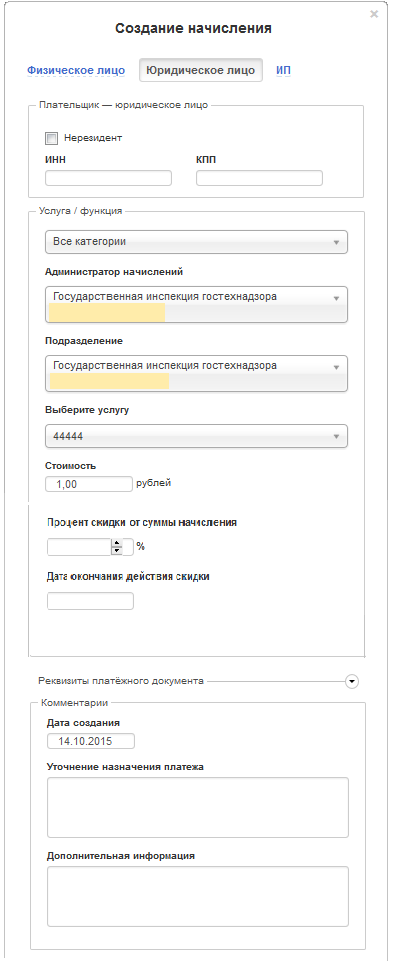 Создание начисления
Физическое лицо Юридическое лицо ИП
Плательщик — юридическое лицо
Нерезидент
ИНН КПП
Услуга / функция
Все категории
Администратор начислений
Государственная инспекция гостехнадзора
Подразделение
Государственная инспекция гостехнадзора
Выберите услугу
44444
Стоимость
1,00 рублей
Процент скидки от суммы начисления
%
Дата окончания действия скидки
Реквизиты платёжного документа
Комментарии
Дата создания
14.10.2015
Уточнение назначения платежа
Дополнительная информация